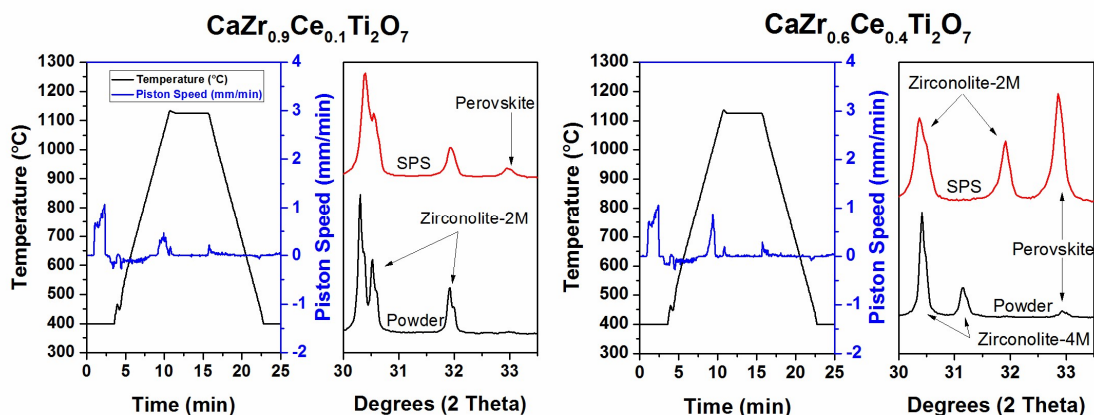 CaZr0.9Ce0.1Ti2O7
Temperature (°C)
1300
1200
1100
1000
900
800
700
600
500
400
300
Temperature (°C)
Piston Speed (mm/min)
4
3
2
1
0
-1
-2
Piston Speed (mm/min)
0 5 10 15 20 25
Time (min)
Perovskite
SPS
Zirconolite-2M
Powder
30 31 32 33
Degrees (2 Theta)
CaZr0.6Ce0.4Ti2O7
Temperature (°C)
1300
1200
1100
1000
900
800
700
600
500
400
300
4
3
2
1
0
-1
-2
Piston Speed (mm/min)
0 5 10 15 20 25
Time (min)
Zirconolite-2M
SPS
Perovskite
Powder
Zirconolite-4M
30 31 32 33
Degrees (2 Theta)